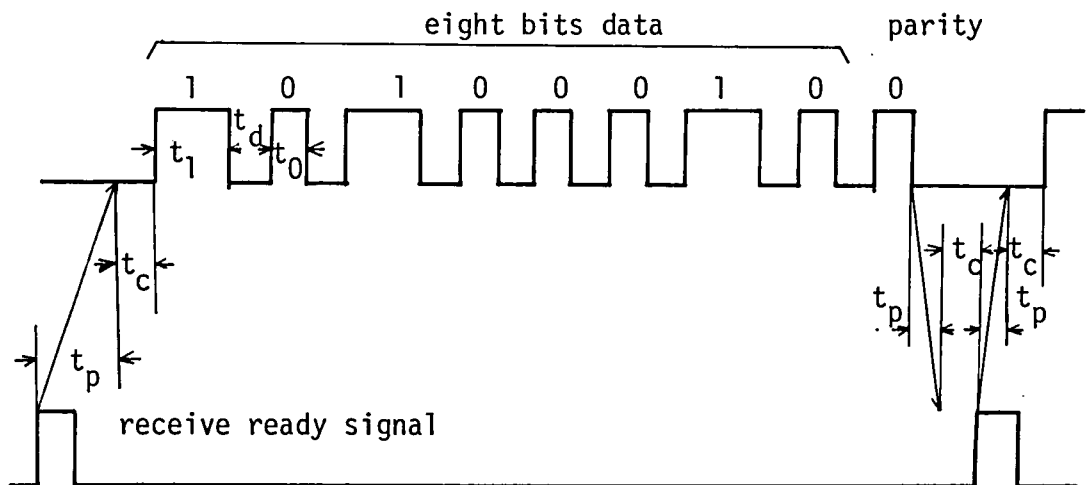 eight bits data parity
1 0 1 0 0 0 1 0 0
t1 td t0
tc tc tc
tp tp
tp
receive ready signal